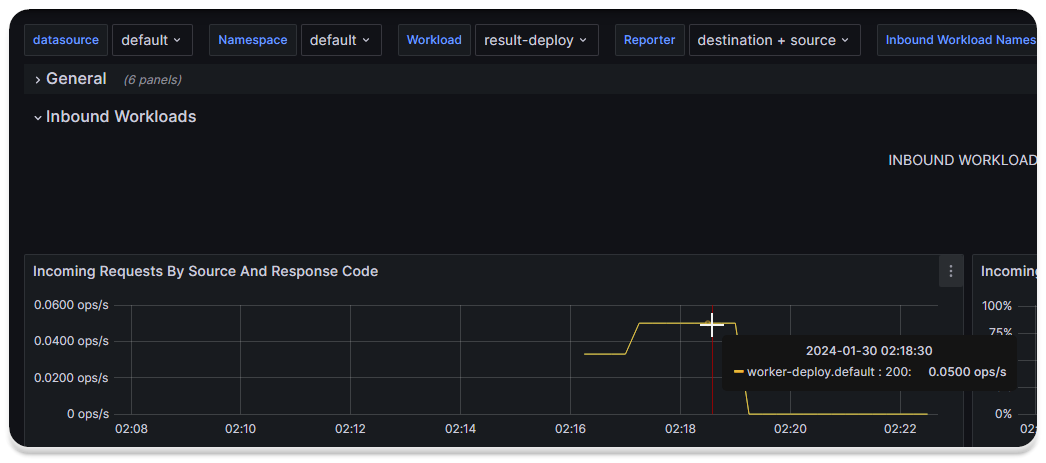 datasource default Namespace default Workload result-deploy Reporter destination + source Inbound Workload Names
General (6 panels)
Inbound Workloads
INBOUND WORKLOAD
Incoming Requests By Source And Response Code Incoming
0.0600 ops/s 100%
75%
0.0400 ops/s
2024-01-30 02:18:30
worker-deploy.default : 200: 0.0500 ops/s
0.0200 ops/s
0 ops/s 0%
02:08 02:10 02:12 02:14 02:16 02:18 02:20 02:22 02: